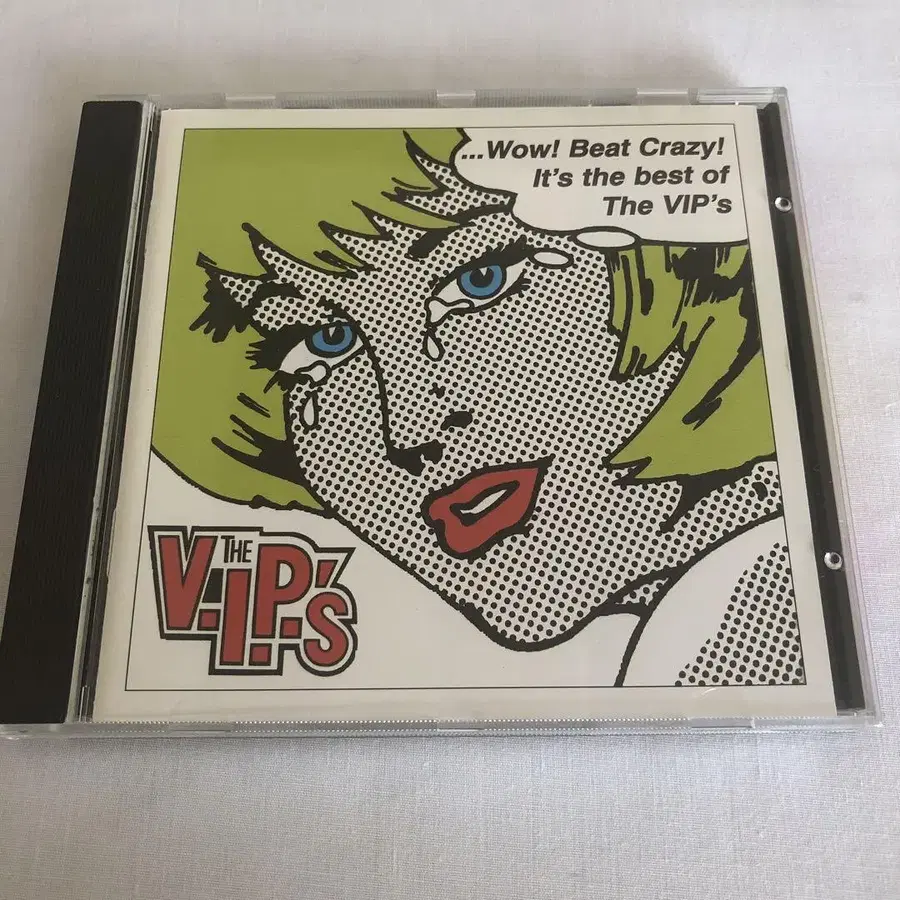 ...Wow! Beat Crazy!
It's the best of
The VIP's
THE
V.I.P.'s